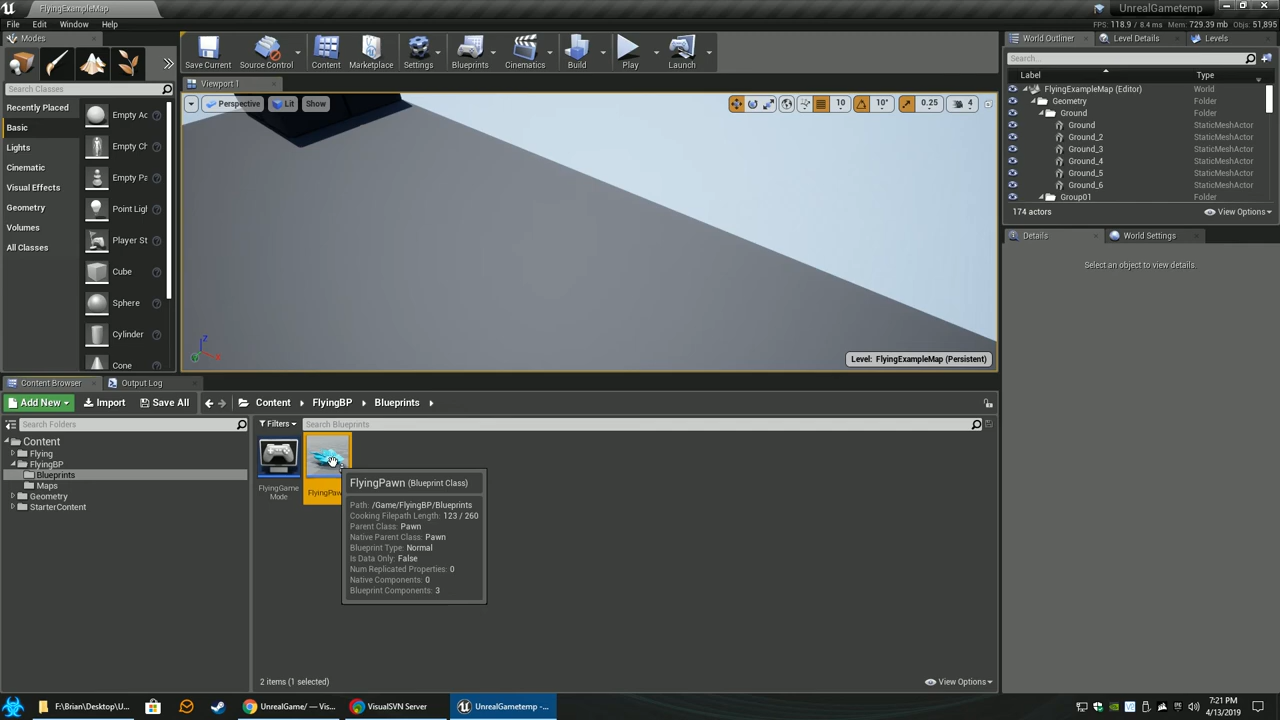 FlyingExampleMap
UnrealGametemp
File Edit Window Help
FPS: 118.9 / 8.4 ms Mem: 729.39 mb Objs: 51,895
Modes
Search Classes
Recently Placed
Basic
Lights
Cinematic
Visual Effects
Geometry
Volumes
All Classes
Empty Ac
Empty Ch
Empty Pa
Point Ligh
Player St
Cube
Sphere
Cylinder
Cone
Save Current Source Control Content Marketplace Settings Blueprints Cinematics Build Play Launch
Viewport 1
Perspective Lit Show
10 10° 0.25 4
Level: FlyingExampleMap (Persistent)
World Outliner Level Details Levels
Search...
Label Type
FlyingExampleMap (Editor) World
Geometry Folder
Ground Folder
Ground StaticMeshActor
Ground_2 StaticMeshActor
Ground_3 StaticMeshActor
Ground_4 StaticMeshActor
Ground_5 StaticMeshActor
Ground_6 StaticMeshActor
Group01 Folder
174 actors View Options
Details World Settings
Select an object to view details.
Content Browser Output Log
Add New Import Save All Content FlyingBP Blueprints
Search Folders
Content
Flying
FlyingBP
Blueprints
Maps
Geometry
StarterContent
Filters Search Blueprints
FlyingGame
Mode
FlyingPaw
FlyingPawn (Blueprint Class)
Path: /Game/FlyingBP/Blueprints
Cooking Filepath Length: 123 / 260
Parent Class: Pawn
Native Parent Class: Pawn
Blueprint Type: Normal
Is Data Only: False
Num Replicated Properties: 0
Native Components: 0
Blueprint Components: 3
2 items (1 selected) View Options
F:\Brian\Desktop\U... UnrealGame/ — Vis... VisualSVN Server UnrealGametemp -...
7:21 PM
4/13/2019